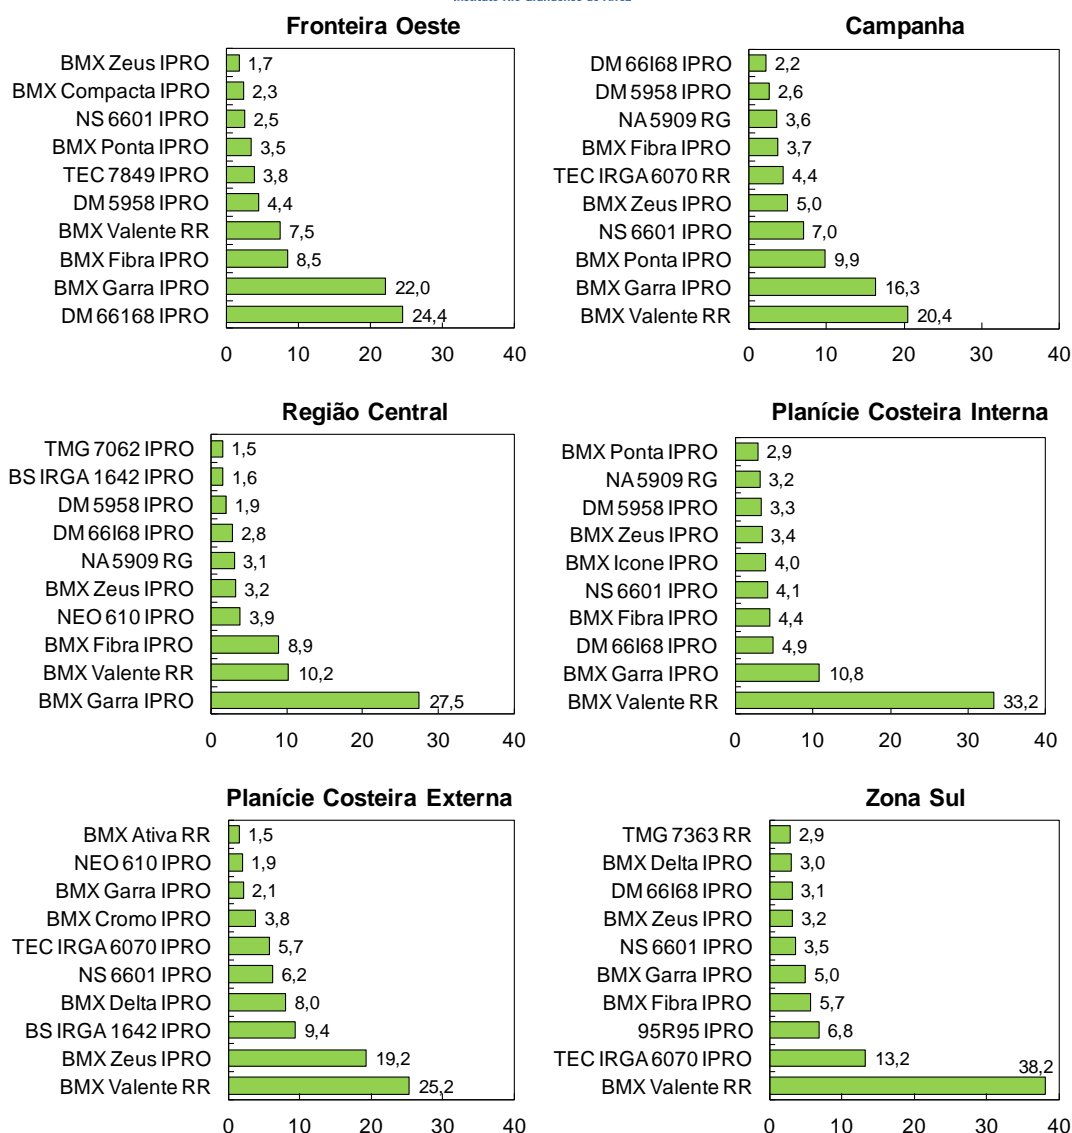 Fronteira Oeste
BMX Zeus IPRO 1,7
BMX Compacta IPRO 2,3
NS 6601 IPRO 2,5
BMX Ponta IPRO 3,5
TEC 7849 IPRO 3,8
DM 5958 IPRO 4,4
BMX Valente RR 7,5
BMX Fibra IPRO 8,5
BMX Garra IPRO 22,0
DM 66168 IPRO 24,4
0 10 20 30 40
Campanha
DM 66I68 IPRO 2,2
DM 5958 IPRO 2,6
NA 5909 RG 3,6
BMX Fibra IPRO 3,7
TEC IRGA 6070 RR 4,4
BMX Zeus IPRO 5,0
NS 6601 IPRO 7,0
BMX Ponta IPRO 9,9
BMX Garra IPRO 16,3
BMX Valente RR 20,4
0 10 20 30 40
Região Central
TMG 7062 IPRO 1,5
BS IRGA 1642 IPRO 1,6
DM 5958 IPRO 1,9
DM 66I68 IPRO 2,8
NA 5909 RG 3,1
BMX Zeus IPRO 3,2
NEO 610 IPRO 3,9
BMX Fibra IPRO 8,9
BMX Valente RR 10,2
BMX Garra IPRO 27,5
0 10 20 30 40
Planície Costeira Interna
BMX Ponta IPRO 2,9
NA 5909 RG 3,2
DM 5958 IPRO 3,3
BMX Zeus IPRO 3,4
BMX Icone IPRO 4,0
NS 6601 IPRO 4,1
BMX Fibra IPRO 4,4
DM 66I68 IPRO 4,9
BMX Garra IPRO 10,8
BMX Valente RR 33,2
0 10 20 30 40
Planície Costeira Externa
BMX Ativa RR 1,5
NEO 610 IPRO 1,9
BMX Garra IPRO 2,1
BMX Cromo IPRO 3,8
TEC IRGA 6070 IPRO 5,7
NS 6601 IPRO 6,2
BMX Delta IPRO 8,0
BS IRGA 1642 IPRO 9,4
BMX Zeus IPRO 19,2
BMX Valente RR 25,2
0 10 20 30 40
Zona Sul
TMG 7363 RR 2,9
BMX Delta IPRO 3,0
DM 66I68 IPRO 3,1
BMX Zeus IPRO 3,2
NS 6601 IPRO 3,5
BMX Garra IPRO 5,0
BMX Fibra IPRO 5,7
95R95 IPRO 6,8
TEC IRGA 6070 IPRO 13,2
BMX Valente RR 38,2
0 10 20 30 40